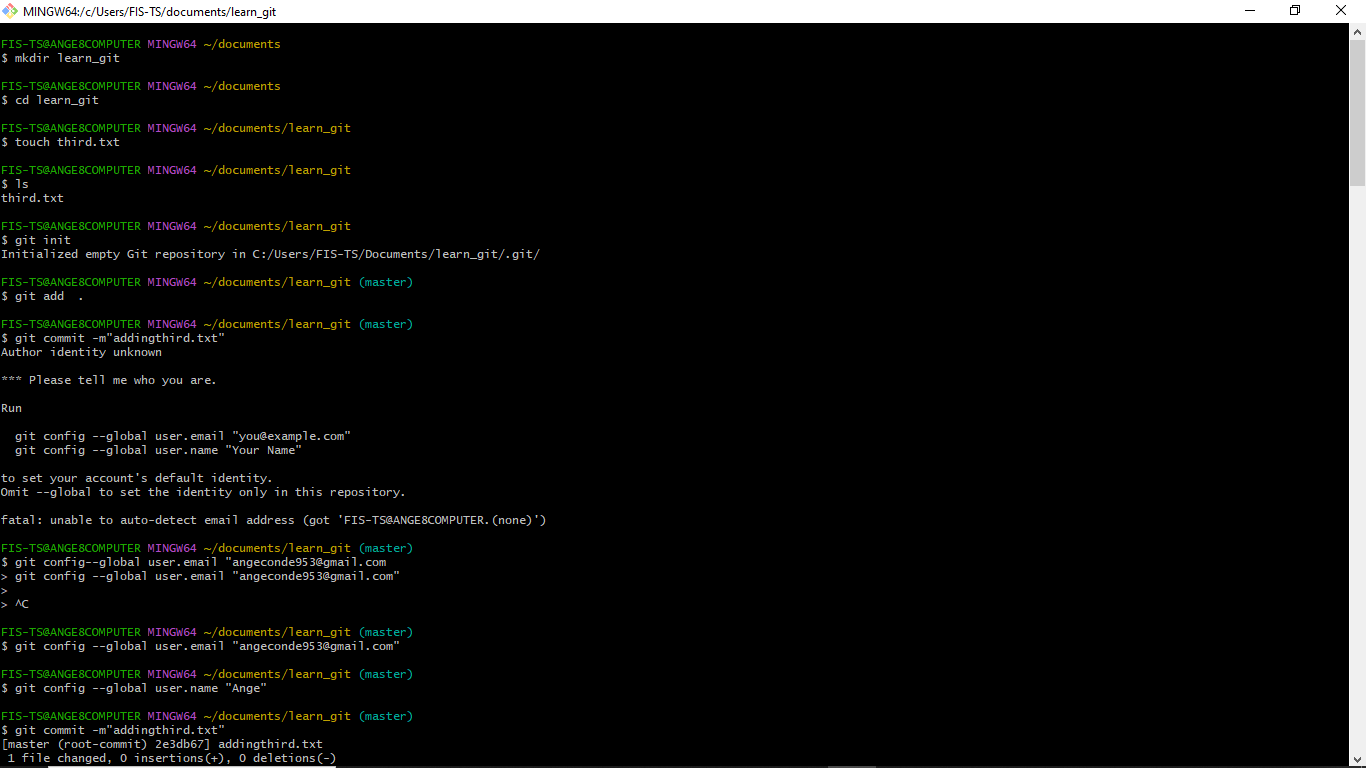 MINGW64:/c/Users/FIS-TS/documents/learn_git
FIS-TS@ANGE8COMPUTER MINGW64 ~/documents
$ mkdir learn_git
FIS-TS@ANGE8COMPUTER MINGW64 ~/documents
$ cd learn_git
FIS-TS@ANGE8COMPUTER MINGW64 ~/documents/learn_git
$ touch third.txt
FIS-TS@ANGE8COMPUTER MINGW64 ~/documents/learn_git
$ ls
third.txt
FIS-TS@ANGE8COMPUTER MINGW64 ~/documents/learn_git
$ git init
Initialized empty Git repository in C:/Users/FIS-TS/Documents/learn_git/.git/
FIS-TS@ANGE8COMPUTER MINGW64 ~/documents/learn_git (master)
$ git add  .
FIS-TS@ANGE8COMPUTER MINGW64 ~/documents/learn_git (master)
$ git commit -m"addingthird.txt"
Author identity unknown
*** Please tell me who you are.
Run
  git config --global user.email "you@example.com"
  git config --global user.name "Your Name"
to set your account's default identity.
Omit --global to set the identity only in this repository.
fatal: unable to auto-detect email address (got 'FIS-TS@ANGE8COMPUTER.(none)')
FIS-TS@ANGE8COMPUTER MINGW64 ~/documents/learn_git (master)
$ git config--global user.email "angeconde953@gmail.com
> git config --global user.email "angeconde953@gmail.com"
>
> ^C
FIS-TS@ANGE8COMPUTER MINGW64 ~/documents/learn_git (master)
$ git config --global user.email "angeconde953@gmail.com"
FIS-TS@ANGE8COMPUTER MINGW64 ~/documents/learn_git (master)
$ git config --global user.name "Ange"
FIS-TS@ANGE8COMPUTER MINGW64 ~/documents/learn_git (master)
$ git commit -m"addingthird.txt"
[master (root-commit) 2e3db67] addingthird.txt
 1 file changed, 0 insertions(+), 0 deletions(-)